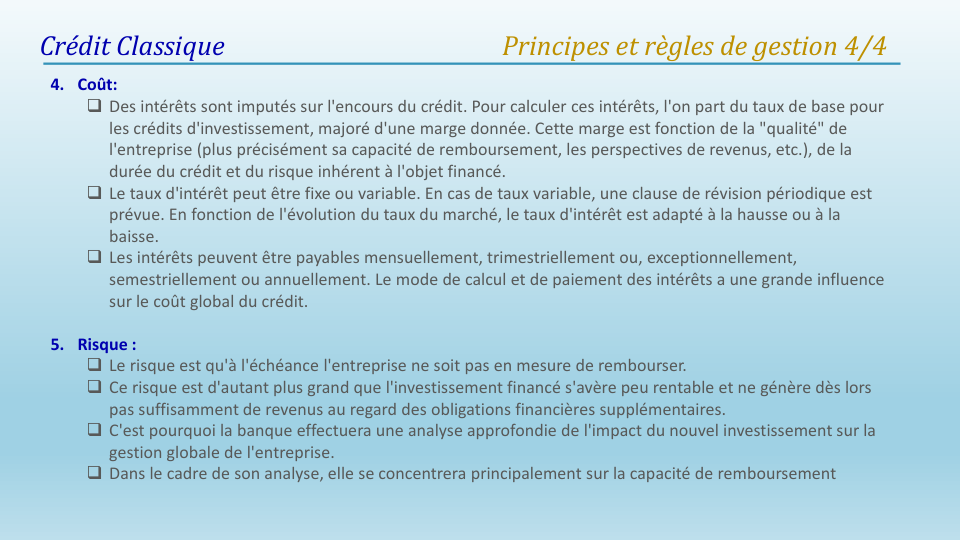 Crédit Classique Principes et règles de gestion 4/4
4. Coût:
❑ Des intérêts sont imputés sur l'encours du crédit. Pour calculer ces intérêts, l'on part du taux de base pour
les crédits d'investissement, majoré d'une marge donnée. Cette marge est fonction de la "qualité" de
l'entreprise (plus précisément sa capacité de remboursement, les perspectives de revenus, etc.), de la
durée du crédit et du risque inhérent à l'objet financé.
❑ Le taux d'intérêt peut être fixe ou variable. En cas de taux variable, une clause de révision périodique est
prévue. En fonction de l'évolution du taux du marché, le taux d'intérêt est adapté à la hausse ou à la
baisse.
❑ Les intérêts peuvent être payables mensuellement, trimestriellement ou, exceptionnellement,
semestriellement ou annuellement. Le mode de calcul et de paiement des intérêts a une grande influence
sur le coût global du crédit.
5. Risque :
❑ Le risque est qu'à l'échéance l'entreprise ne soit pas en mesure de rembourser.
❑ Ce risque est d'autant plus grand que l'investissement financé s'avère peu rentable et ne génère dès lors
pas suffisamment de revenus au regard des obligations financières supplémentaires.
❑ C'est pourquoi la banque effectuera une analyse approfondie de l'impact du nouvel investissement sur la
gestion globale de l'entreprise.
❑ Dans le cadre de son analyse, elle se concentrera principalement sur la capacité de remboursement